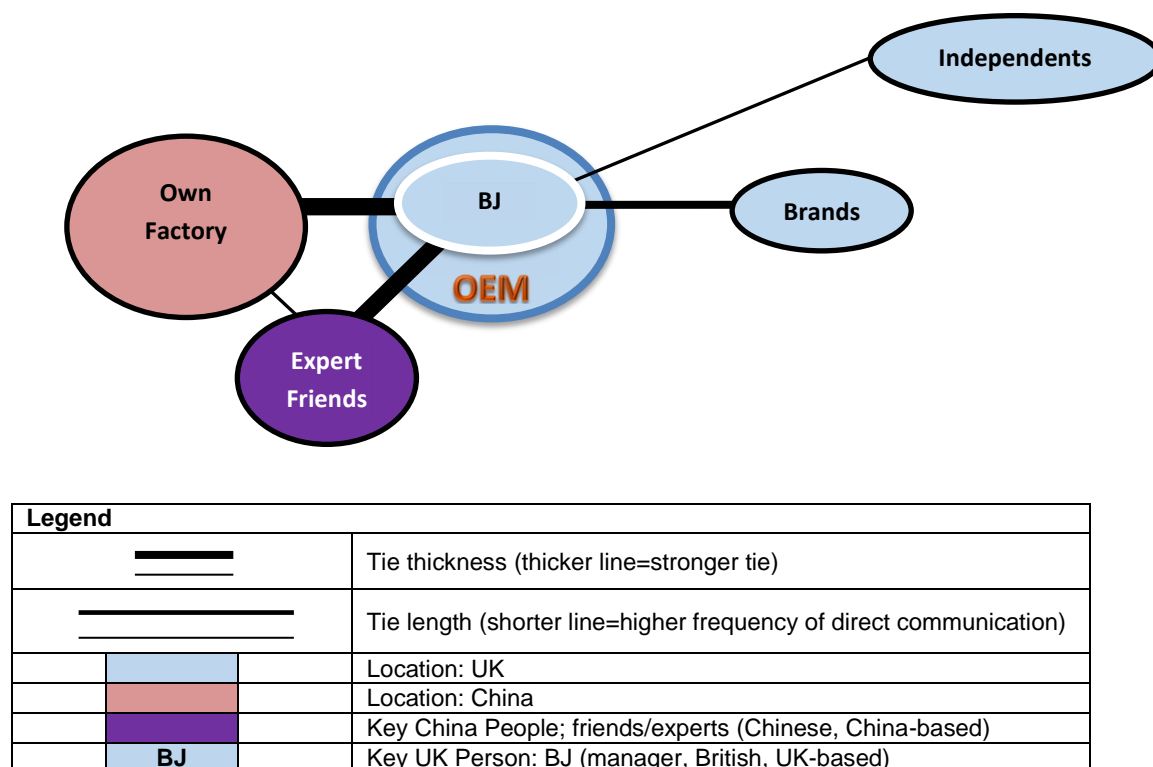 Independents
Own
Factory
BJ
Brands
OEM
Expert
Friends
Legend
Tie thickness (thicker line=stronger tie)
Tie length (shorter line=higher frequency of direct communication)
Location: UK
Location: China
Key China People; friends/experts (Chinese, China-based)
BJ Key UK Person: BJ (manager, British, UK-based)